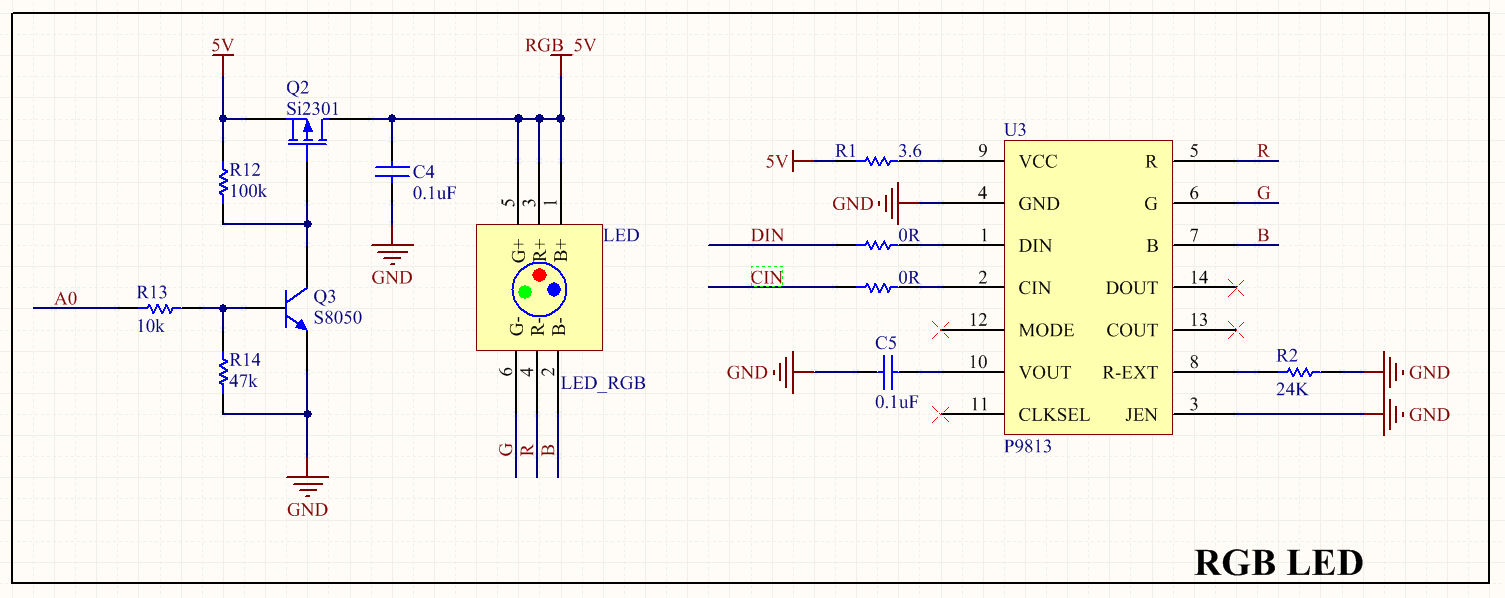 5V
RGB_5V
Q2
Si2301
R12
100k
C4
0.1uF
GND
5
3
1
LED
G+
R+
B+
G-
R-
B-
6
4
2
LED_RGB
G
R
B
A0
R13
10k
Q3
S8050
R14
47k
GND
U3
5V
R1
3.6
9
VCC
R
5
R
GND
4
GND
G
6
G
DIN
0R
1
DIN
B
7
B
CIN
0R
2
CIN
DOUT
14
12
MODE
COUT
13
GND
C5
0.1uF
10
VOUT
R-EXT
8
R2
24K
GND
11
CLKSEL
JEN
3
GND
P9813
RGB LED